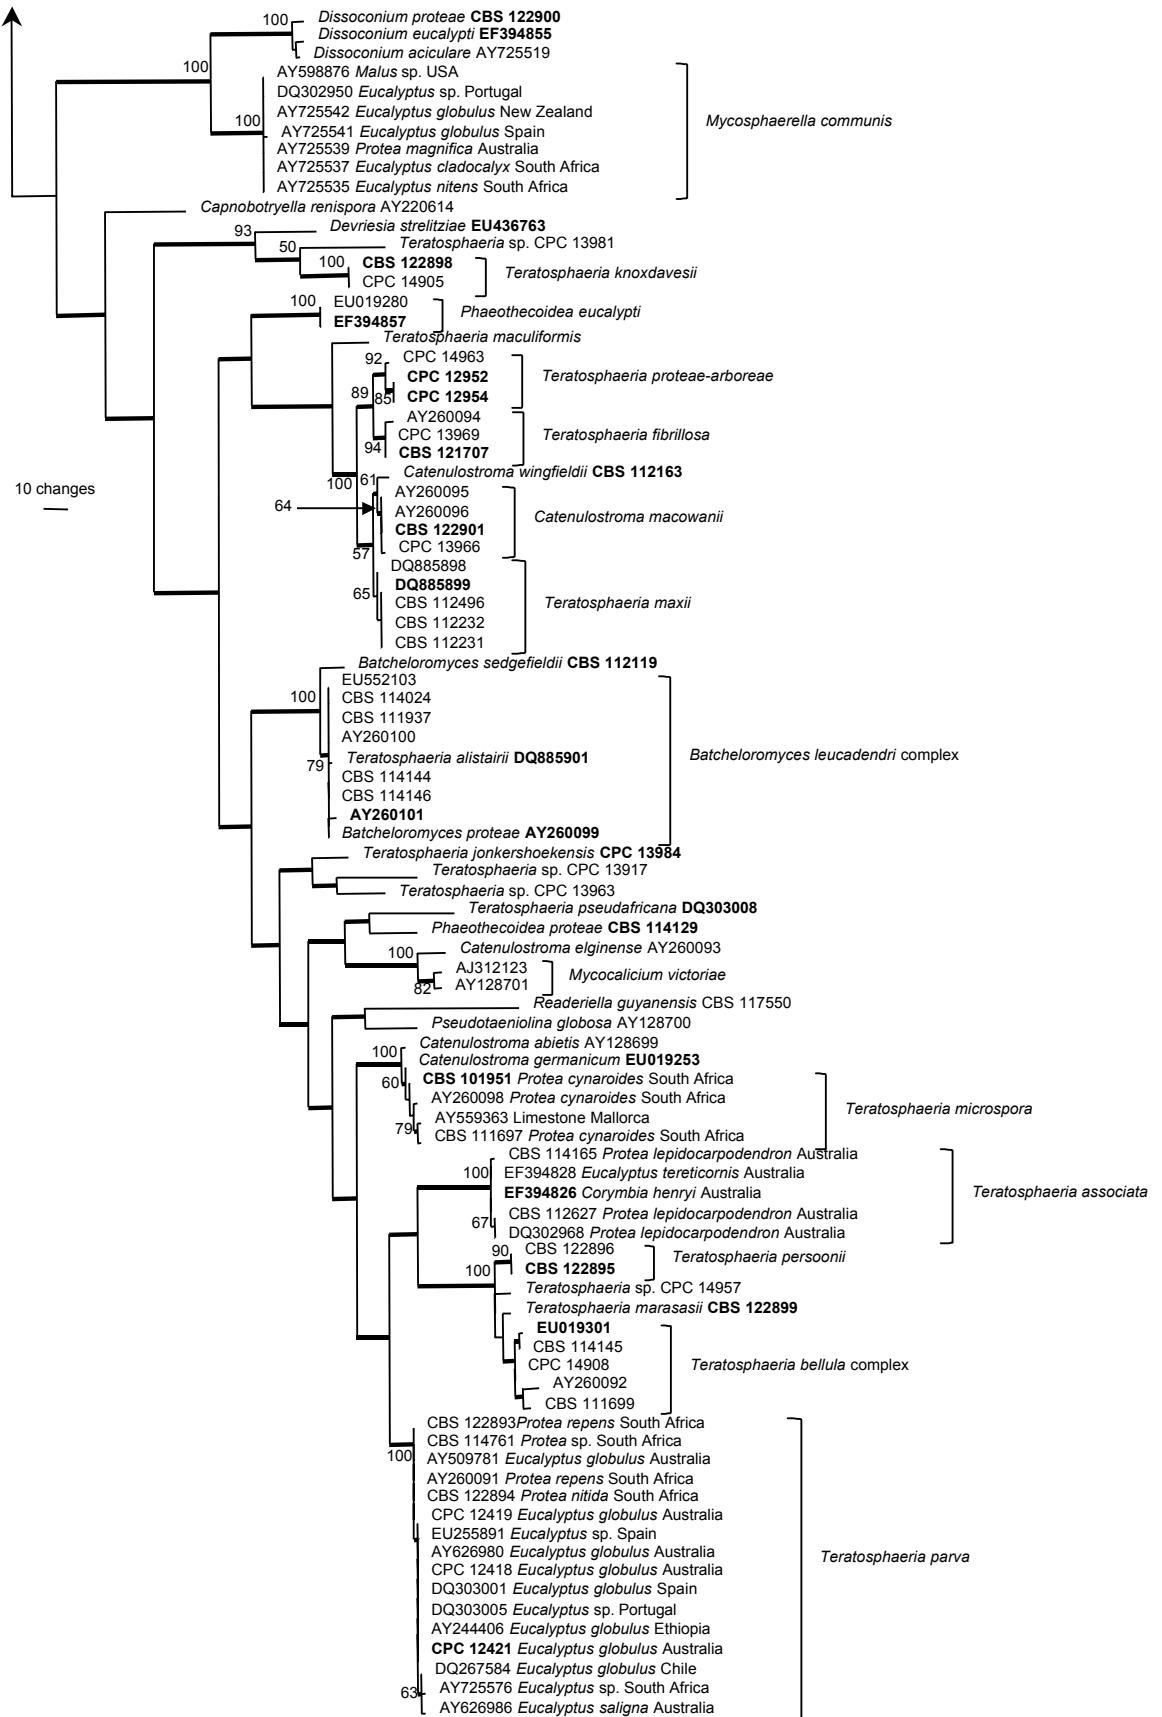 100
Dissoconium proteae CBS 122900
Dissoconium eucalypti EF394855
Dissoconium aciculare AY725519
100
AY598876 Malus sp. USA
DQ302950 Eucalyptus sp. Portugal
AY725542 Eucalyptus globulus New Zealand
100
AY725541 Eucalyptus globulus Spain
AY725539 Protea magnifica Australia
AY725537 Eucalyptus cladocalyx South Africa
AY725535 Eucalyptus nitens South Africa
Mycosphaerella communis
Capnobotryella renispora AY220614
93
Devriesia strelitziae EU436763
50
Teratosphaeria sp. CPC 13981
100
CBS 122898
CPC 14905
Teratosphaeria knoxdavesii
100
EU019280
EF394857
Phaeothecoidea eucalypti
Teratosphaeria maculiformis
92
CPC 14963
CPC 12952
CPC 12954
89
85
Teratosphaeria proteae-arboreae
AY260094
CPC 13969
CBS 121707
94
Teratosphaeria fibrillosa
100
61
Catenulostroma wingfieldii CBS 112163
10 changes
64
AY260095
AY260096
CBS 122901
CPC 13966
Catenulostroma macowanii
57
DQ885898
DQ885899
65
CBS 112496
CBS 112232
CBS 112231
Teratosphaeria maxii
Batcheloromyces sedgefieldii CBS 112119
100
EU552103
CBS 114024
CBS 111937
AY260100
Teratosphaeria alistairii DQ885901
79
CBS 114144
CBS 114146
AY260101
Batcheloromyces proteae AY260099
Batcheloromyces leucadendri complex
Teratosphaeria jonkershoekensis CPC 13984
Teratosphaeria sp. CPC 13917
Teratosphaeria sp. CPC 13963
Teratosphaeria pseudafricana DQ303008
Phaeothecoidea proteae CBS 114129
100
Catenulostroma elginense AY260093
AJ312123
AY128701
82
Mycocalicium victoriae
Readeriella guyanensis CBS 117550
Pseudotaeniolina globosa AY128700
100
Catenulostroma abietis AY128699
Catenulostroma germanicum EU019253
60
CBS 101951 Protea cynaroides South Africa
AY260098 Protea cynaroides South Africa
AY559363 Limestone Mallorca
79
CBS 111697 Protea cynaroides South Africa
Teratosphaeria microspora
CBS 114165 Protea lepidocarpodendron Australia
100
EF394828 Eucalyptus tereticornis Australia
EF394826 Corymbia henryi Australia
CBS 112627 Protea lepidocarpodendron Australia
67
DQ302968 Protea lepidocarpodendron Australia
Teratosphaeria associata
90
CBS 122896
CBS 122895
Teratosphaeria persoonii
100
Teratosphaeria sp. CPC 14957
Teratosphaeria marasasii CBS 122899
EU019301
CBS 114145
CPC 14908
AY260092
CBS 111699
Teratosphaeria bellula complex
CBS 122893Protea repens South Africa
CBS 114761 Protea sp. South Africa
100
AY509781 Eucalyptus globulus Australia
AY260091 Protea repens South Africa
CBS 122894 Protea nitida South Africa
CPC 12419 Eucalyptus globulus Australia
EU255891 Eucalyptus sp. Spain
AY626980 Eucalyptus globulus Australia
CPC 12418 Eucalyptus globulus Australia
DQ303001 Eucalyptus globulus Spain
DQ303005 Eucalyptus sp. Portugal
AY244406 Eucalyptus globulus Ethiopia
CPC 12421 Eucalyptus globulus Australia
DQ267584 Eucalyptus globulus Chile
63
AY725576 Eucalyptus sp. South Africa
AY626986 Eucalyptus saligna Australia
Teratosphaeria parva